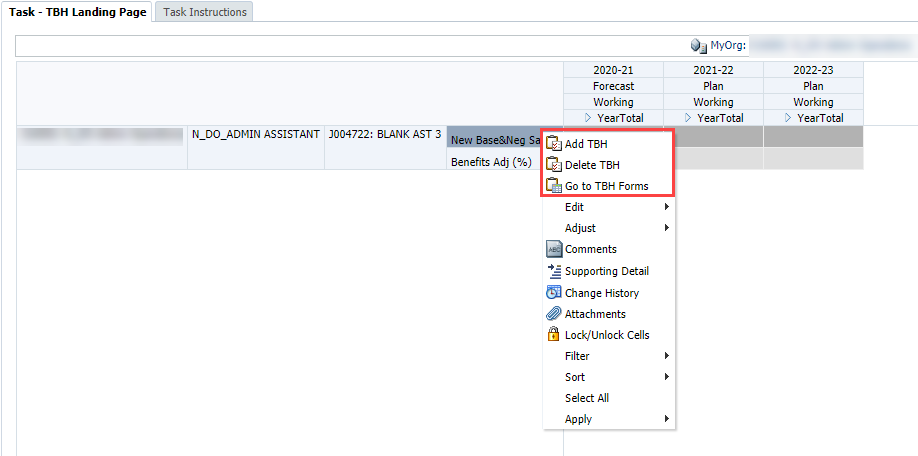 Task - TBH Landing Page
Task Instructions
MyOrg:
2020-21 2021-22 2022-23
Forecast Plan Plan
Working Working Working
YearTotal YearTotal YearTotal
N_DO_ADMIN ASSISTANT J004722: BLANK AST 3 New Base&Neg Sa
Benefits Adj (%)
Add TBH
Delete TBH
Go to TBH Forms
Edit
Adjust
Comments
Supporting Detail
Change History
Attachments
Lock/Unlock Cells
Filter
Sort
Select All
Apply